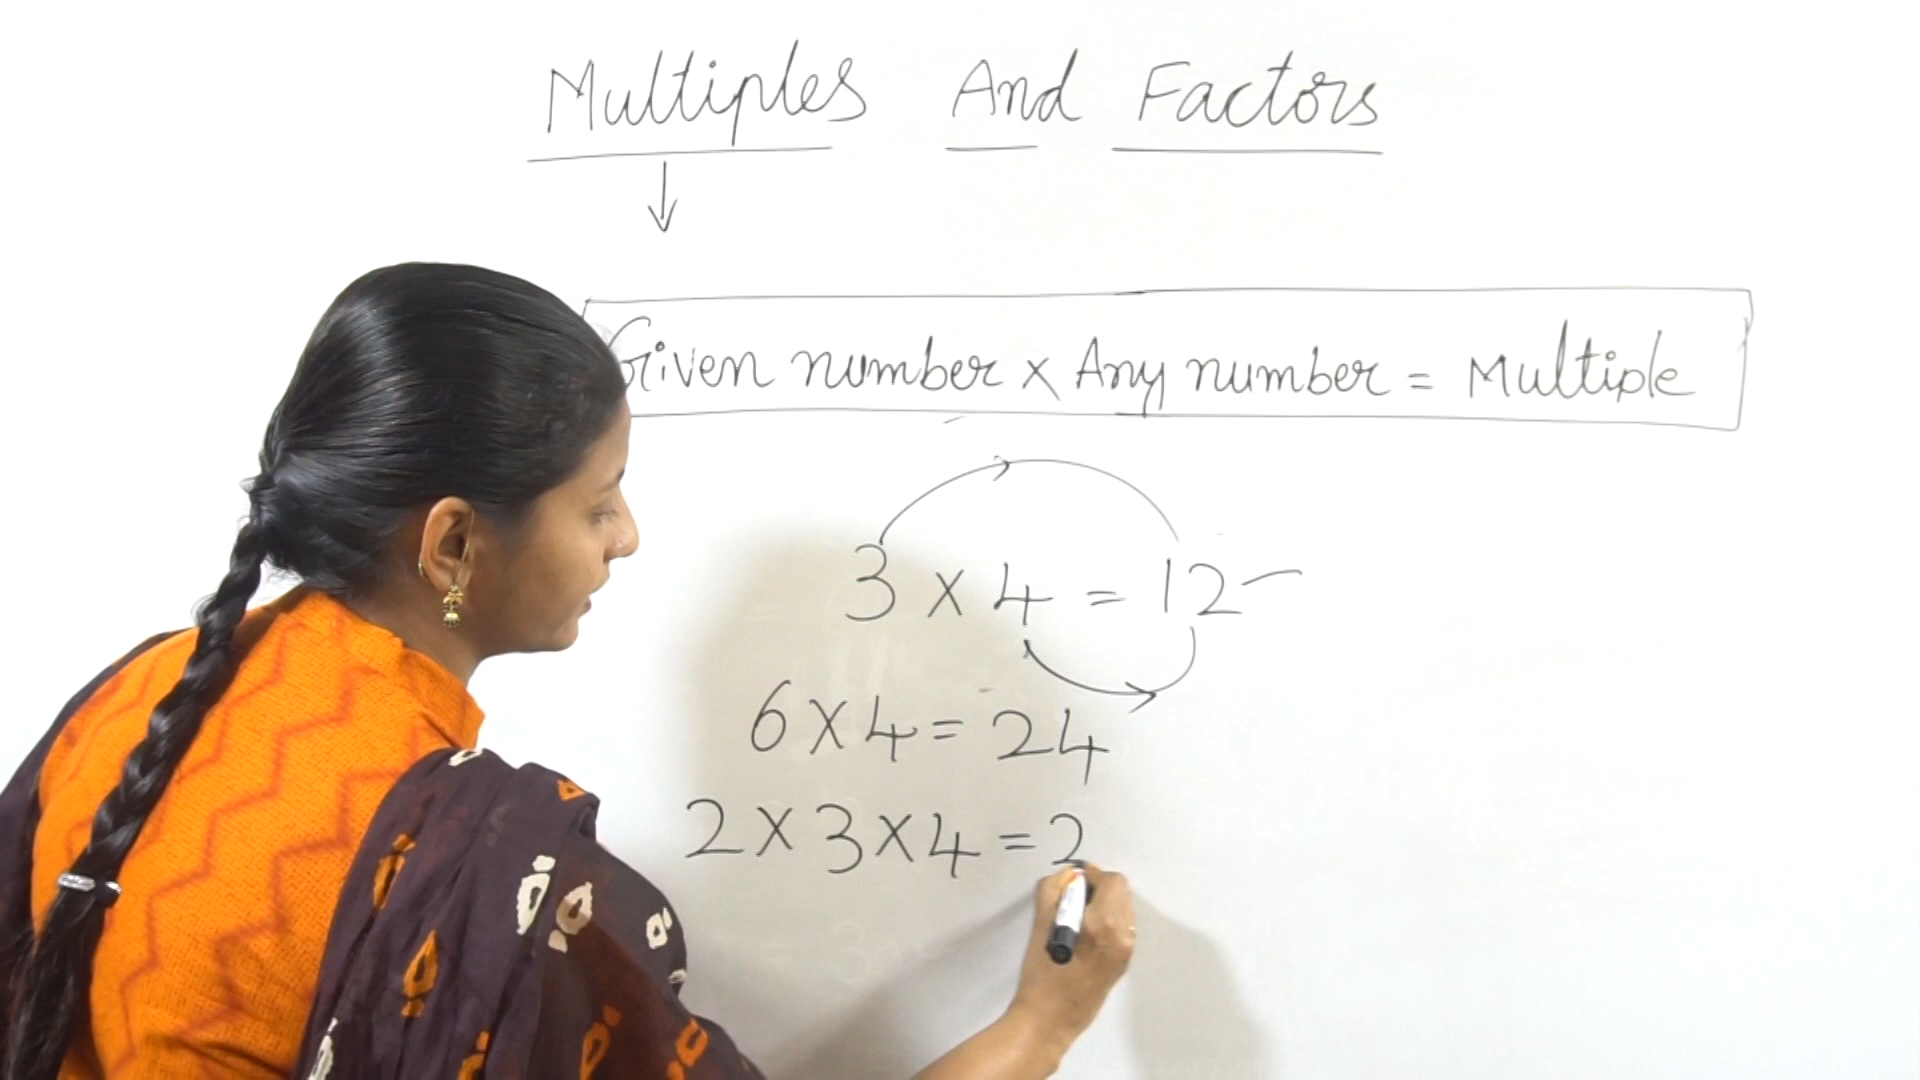 Multiples And Factors
Given number x Any number = Multiple
3 x 4 = 12
6 x 4 = 24
2 x 3 x 4 = 2